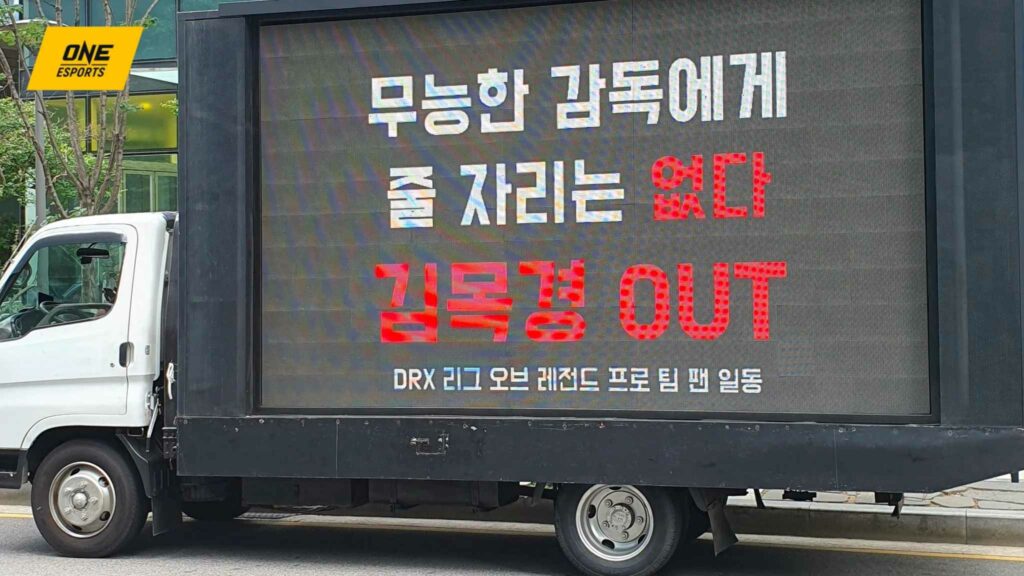 ONE
ESPORTS
무능한 감독에게
줄 자리는 없다
김목경 OUT
DRX 리그 오브 레전드 프로 팀 팬 일동